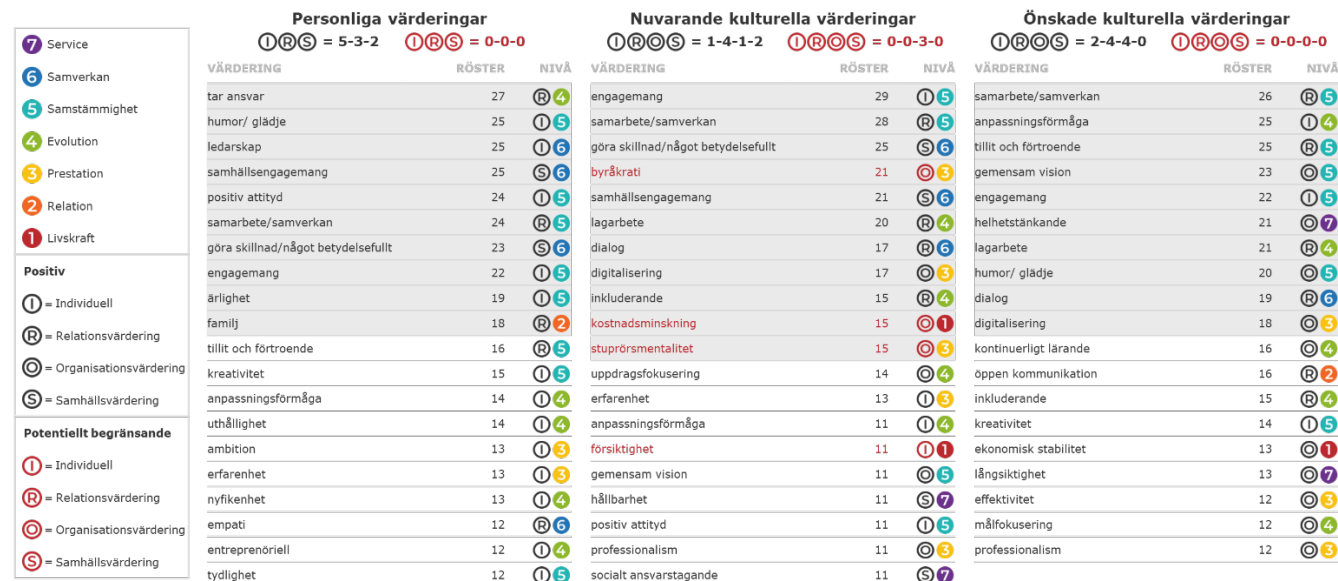 7 Service
6 Samverkan
5 Samstämmighet
4 Evolution
3 Prestation
2 Relation
1 Livskraft
Positiv
I = Individuell
R = Relationsvärdering
O = Organisationsvärdering
S = Samhällsvärdering
Potentiellt begränsande
I = Individuell
R = Relationsvärdering
O = Organisationsvärdering
S = Samhällsvärdering
Personliga värderingar
IRS = 5-3-2 IRS = 0-0-0
VÄRDERING RÖSTER NIVÅ
tar ansvar 27 R 4
humor/ glädje 25 I 5
ledarskap 25 I 6
samhällsengagemang 25 S 6
positiv attityd 24 I 5
samarbete/samverkan 24 R 5
göra skillnad/något betydelsefullt 23 S 6
engagemang 22 I 5
ärlighet 19 I 5
familj 18 R 2
tillit och förtroende 16 R 5
kreativitet 15 I 5
anpassningsförmåga 14 I 4
uthållighet 14 I 4
ambition 13 I 3
erfarenhet 13 I 3
nyfikenhet 13 I 4
empati 12 R 6
entreprenöriell 12 I 4
tydlighet 12 I 5
Nuvarande kulturella värderingar
IROS = 1-4-1-2 IROS = 0-0-3-0
VÄRDERING RÖSTER NIVÅ
engagemang 29 I 5
samarbete/samverkan 28 R 5
göra skillnad/något betydelsefullt 25 S 6
byråkrati 21 O 3
samhällsengagemang 21 S 6
lagarbete 20 R 4
dialog 17 R 6
digitalisering 17 O 3
inkluderande 15 R 4
kostnadsminskning 15 O 1
stuprörsmentalitet 15 O 3
uppdragsfokusering 14 O 4
erfarenhet 13 I 3
anpassningsförmåga 11 I 4
försiktighet 11 I 1
gemensam vision 11 O 5
hållbarhet 11 S 7
positiv attityd 11 I 5
professionalism 11 O 3
socialt ansvarstagande 11 S 7
Önskade kulturella värderingar
IROS = 2-4-4-0 IROS = 0-0-0-0
VÄRDERING RÖSTER NIVÅ
samarbete/samverkan 26 R 5
anpassningsförmåga 25 I 4
tillit och förtroende 25 R 5
gemensam vision 23 O 5
engagemang 22 I 5
helhetstänkande 21 O 7
lagarbete 21 R 4
humor/ glädje 20 O 5
dialog 19 R 6
digitalisering 18 O 3
kontinuerligt lärande 16 O 4
öppen kommunikation 16 R 2
inkluderande 15 R 4
kreativitet 14 I 5
ekonomisk stabilitet 13 O 1
långsiktighet 13 O 7
effektivitet 12 O 3
målfokusering 12 O 4
professionalism 12 O 3